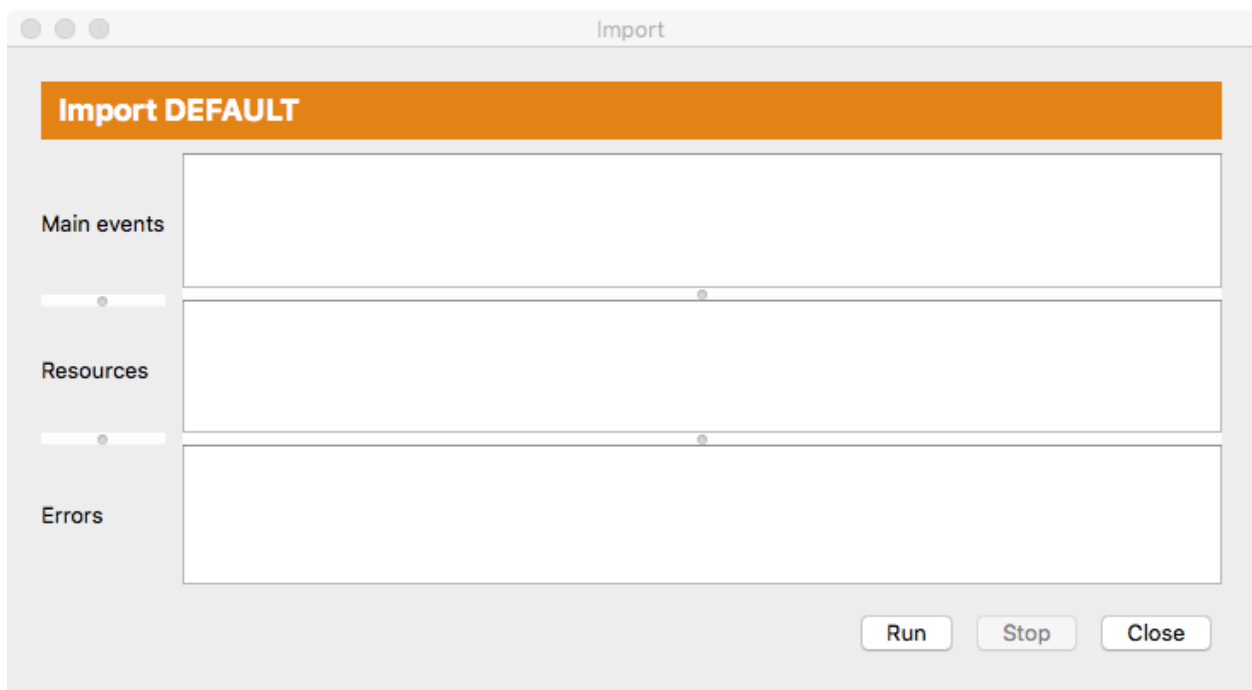 Import
Import DEFAULT
Main events
Resources
Errors
Run Stop Close